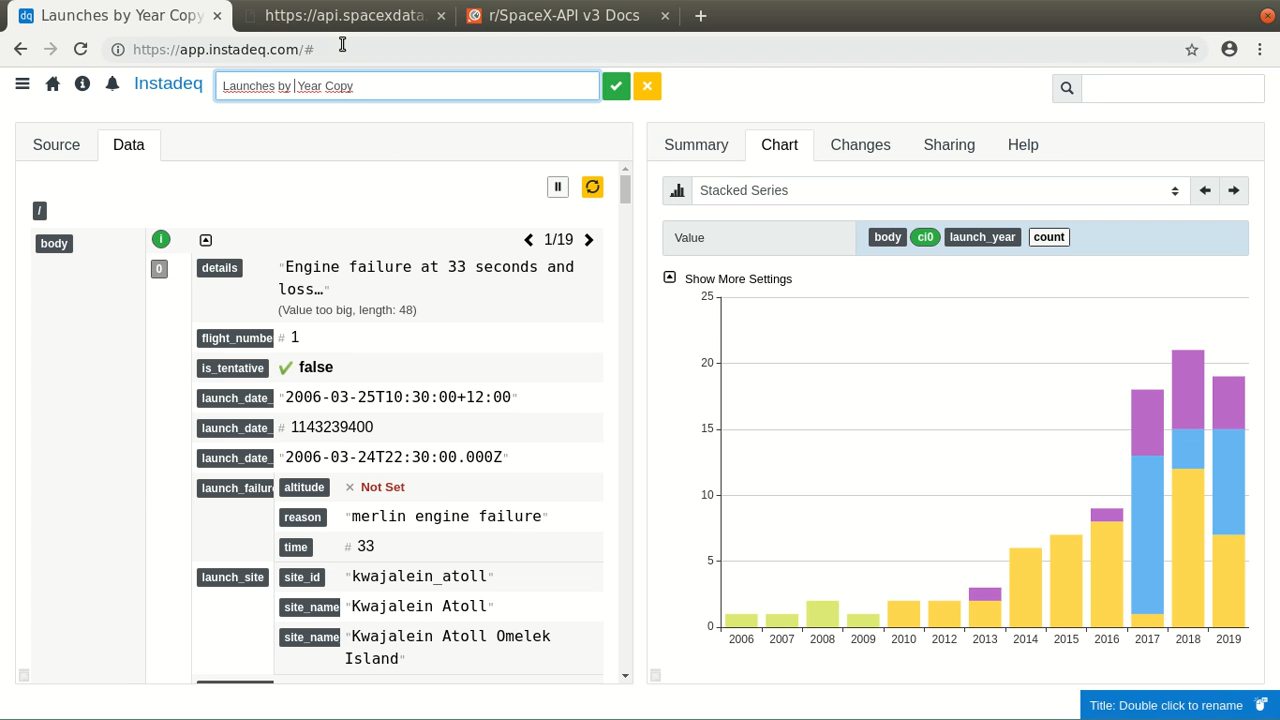 dq Launches by Year Copy × https://api.spacexdata. × r/SpaceX-API v3 Docs × +
https://app.instadeq.com/#
Instadeq Launches by Year Copy
Source Data
/
body i 1/19
0 details "Engine failure at 33 seconds and
loss…"
(Value too big, length: 48)
flight_numbe # 1
is_tentative false
launch_date_ "2006-03-25T10:30:00+12:00"
launch_date_ # 1143239400
launch_date_ "2006-03-24T22:30:00.000Z"
launch_failure altitude × Not Set
reason "merlin engine failure"
time # 33
launch_site site_id "kwajalein_atoll"
site_name "Kwajalein Atoll"
site_name "Kwajalein Atoll Omelek
Island"
Summary Chart Changes Sharing Help
Stacked Series
Value body ci0 launch_year count
Show More Settings
25
20
15
10
5
0
2006 2007 2008 2009 2010 2012 2013 2014 2015 2016 2017 2018 2019
Title: Double click to rename